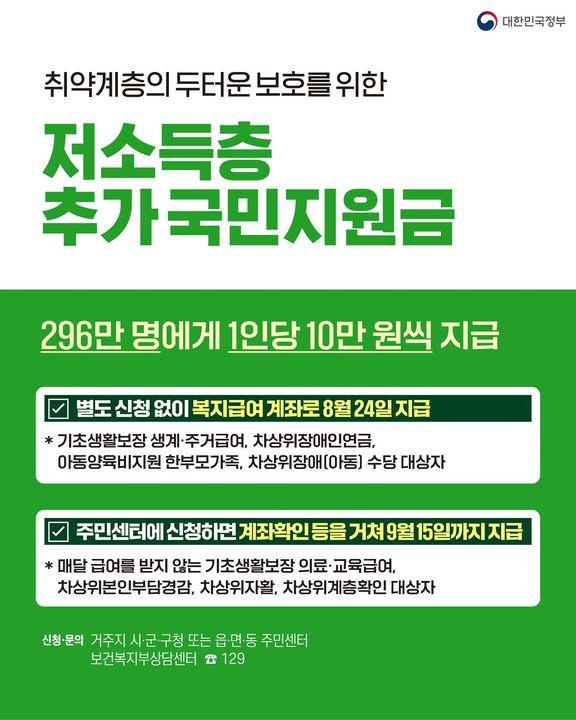 대한민국정부
취약계층의 두터운 보호를 위한
저소득층
추가 국민지원금
296만 명에게 1인당 10만 원씩 지급
별도 신청 없이 복지급여 계좌로 8월 24일 지급
* 기초생활보장 생계·주거급여, 차상위장애인연금,
아동양육비지원 한부모가족, 차상위장애(아동) 수당 대상자
주민센터에 신청하면 계좌확인 등을 거쳐 9월 15일까지 지급
* 매달 급여를 받지 않는 기초생활보장 의료·교육급여,
차상위본인부담경감, 차상위자활, 차상위계층확인 대상자
신청·문의 거주지 시·군·구청 또는 읍·면·동 주민센터
보건복지부상담센터 ☎ 129